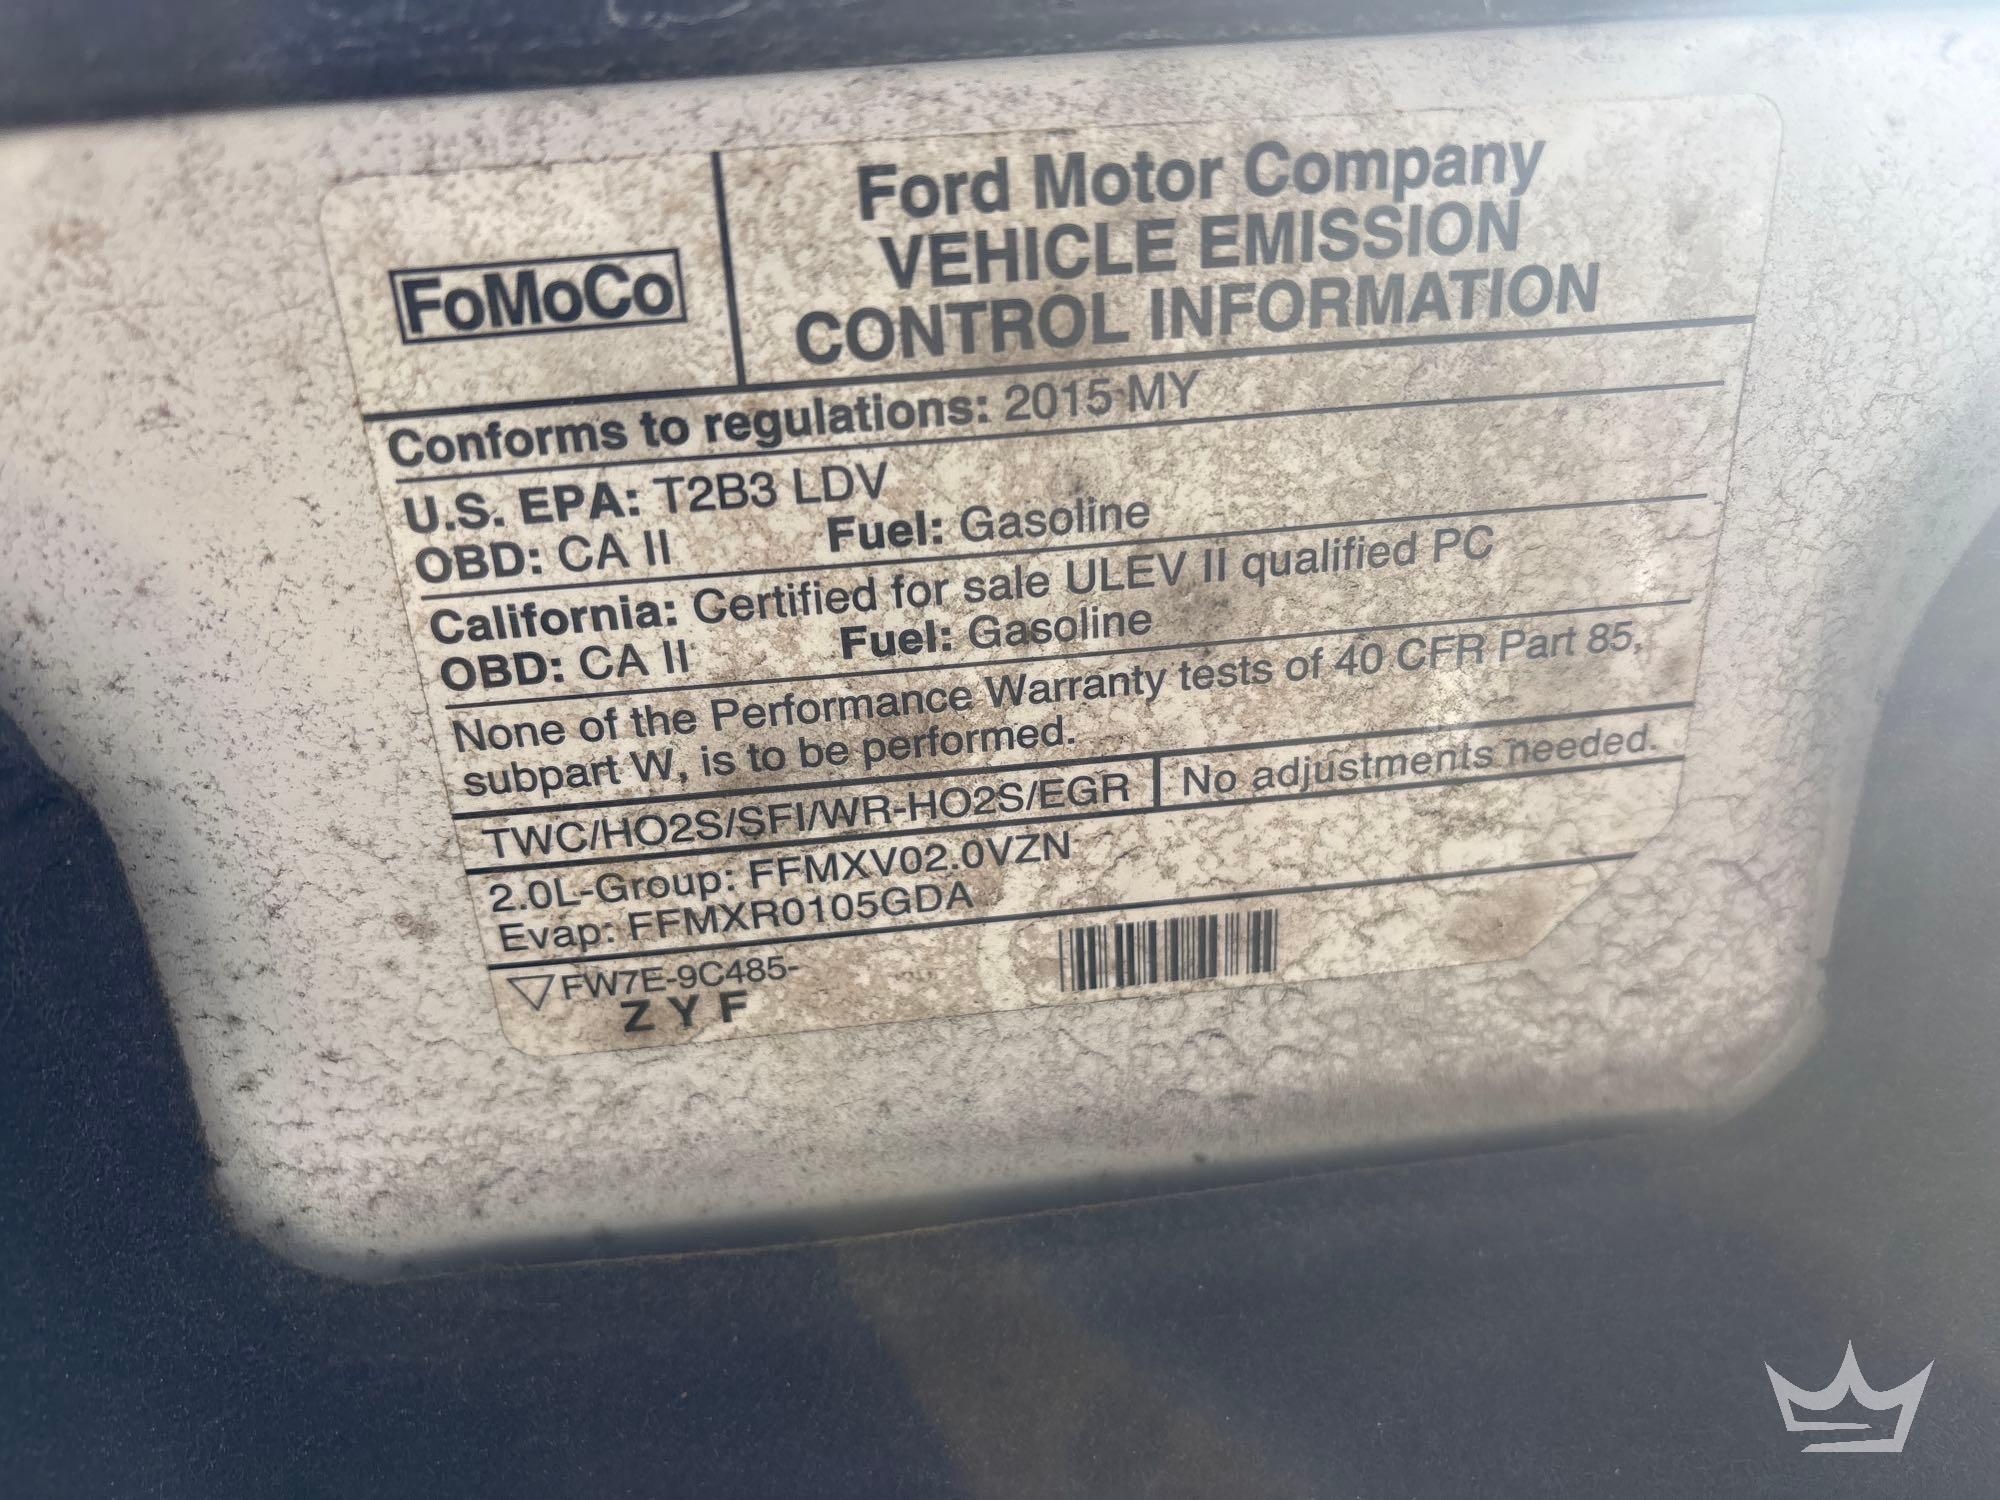 FoMoCo
Ford Motor Company
VEHICLE EMISSION
CONTROL INFORMATION
Conforms to regulations: 2015 MY
U.S. EPA: T2B3 LDV
OBD: CA II Fuel: Gasoline
California: Certified for sale ULEV II qualified PC
OBD: CA II Fuel: Gasoline
None of the Performance Warranty tests of 40 CFR Part 85,
subpart W, is to be performed.
TWC/HO2S/SFI/WR-HO2S/EGR No adjustments needed.
2.0L-Group: FFMXV02.0VZN
Evap: FFMXR0105GDA
FW7E-9C485-
Z Y F